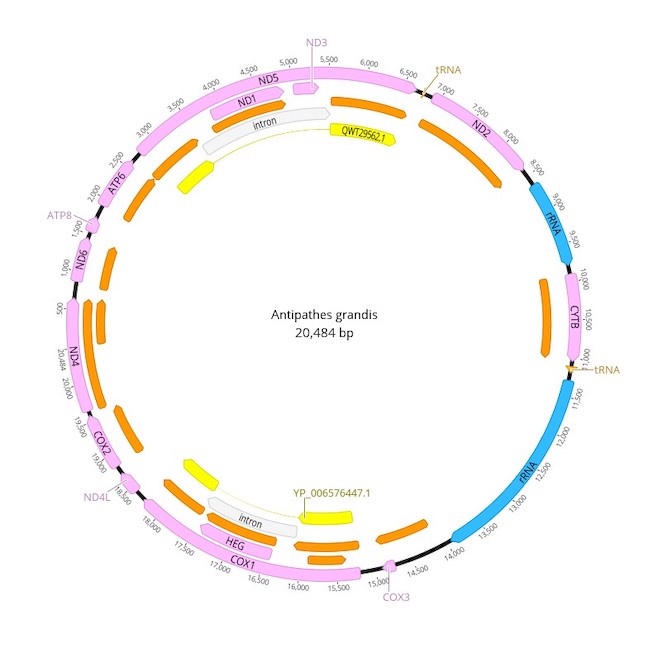 ND3
ND5
5,000
5,500
6,000
6,500
tRNA
7,000
7,500
ND2
8,000
8,500
9,000
rRNA
9,500
10,000
CYTB
10,500
11,000
tRNA
11,500
12,000
rRNA
12,500
13,000
13,500
14,000
14,500
COX3
15,000
15,500
16,000
16,500
COX1
HEG
intron
YP_006576447.1
17,000
17,500
18,000
18,500
ND4L
19,000
COX2
19,500
20,000
20,484
ND4
500
1,000
ND6
1,500
ATP8
2,000
ATP6
2,500
3,000
3,500
4,000
4,500
ND1
intron
QWT29562.1
Antipathes grandis
20,484 bp